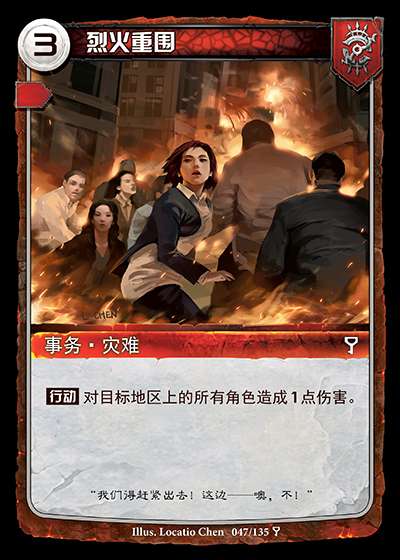 3
烈火重围
L.CHEN
事务·灾难
行动 对目标地区上的所有角色造成1点伤害。
“我们得赶紧出去！这边——噢，不！”
Illus. Locatio Chen 047/135